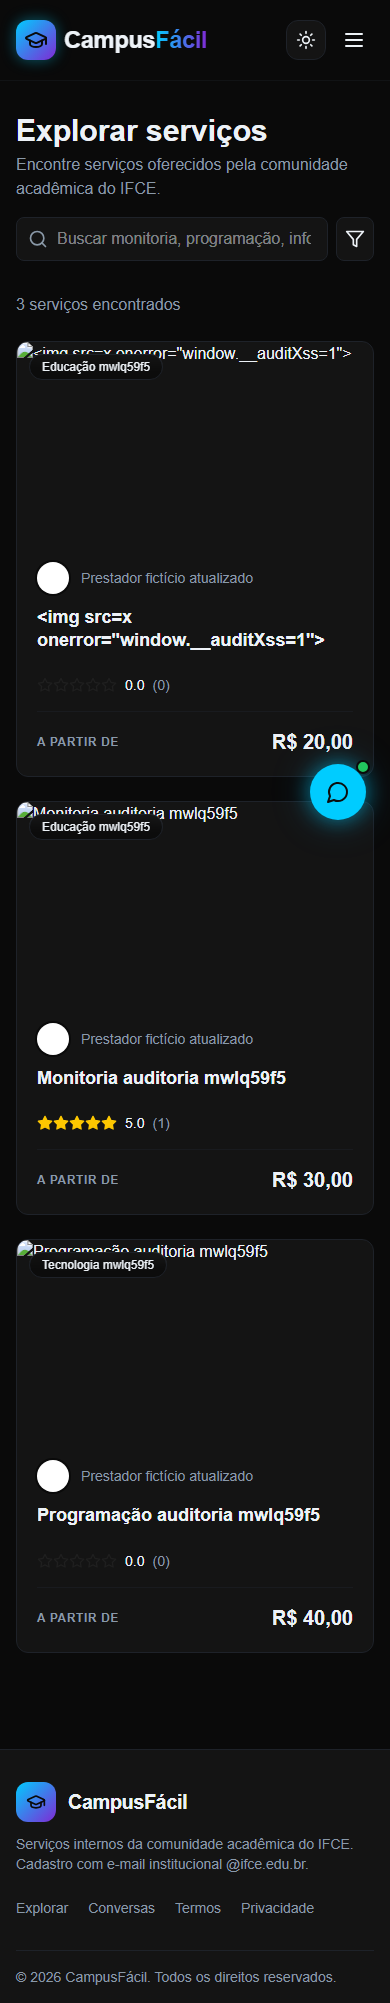 CampusFácil
Explorar serviços
Encontre serviços oferecidos pela comunidade
acadêmica do IFCE.
Buscar monitoria, programação, info
3 serviços encontrados
<img src=x onerror="window.__auditXss=1">
Educação mwlq59f5
Prestador fictício atualizado
<img src=x
onerror="window.__auditXss=1">
0.0 (0)
A PARTIR DE R$ 20,00
Monitoria auditoria mwlq59f5
Educação mwlq59f5
Prestador fictício atualizado
Monitoria auditoria mwlq59f5
5.0 (1)
A PARTIR DE R$ 30,00
Programação auditoria mwlq59f5
Tecnologia mwlq59f5
Prestador fictício atualizado
Programação auditoria mwlq59f5
0.0 (0)
A PARTIR DE R$ 40,00
CampusFácil
Serviços internos da comunidade acadêmica do IFCE.
Cadastro com e-mail institucional @ifce.edu.br.
Explorar Conversas Termos Privacidade
© 2026 CampusFácil. Todos os direitos reservados.